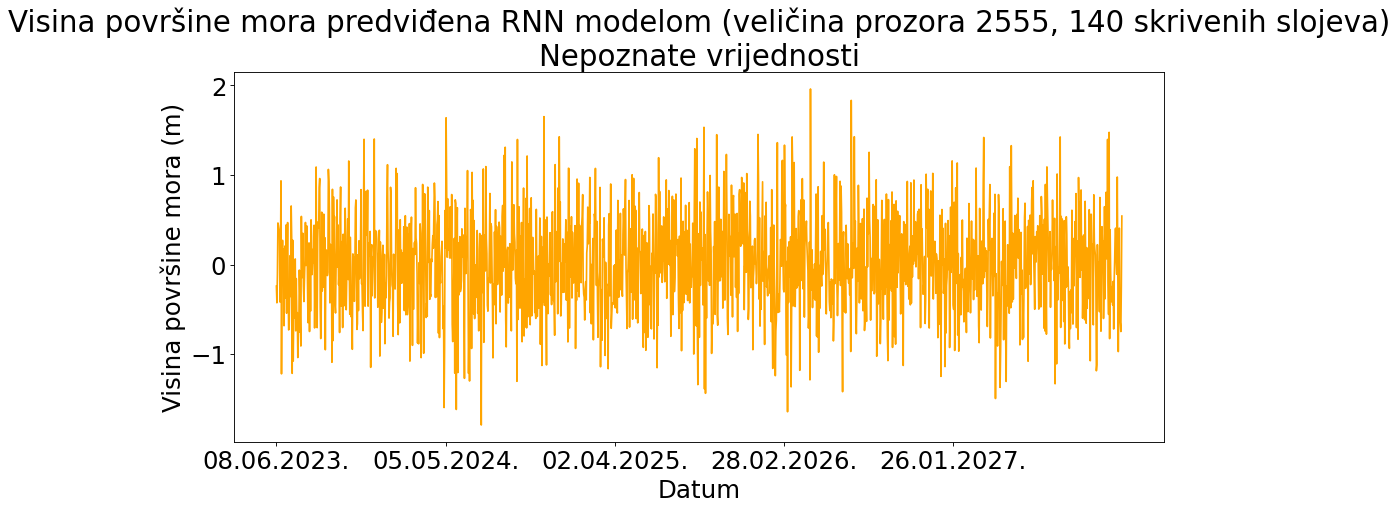 Visina površine mora predviđena RNN modelom (veličina prozora 2555, 140 skrivenih slojeva)
Nepoznate vrijednosti
Visina površine mora (m)
2
1
0
−1
08.06.2023. 05.05.2024. 02.04.2025. 28.02.2026. 26.01.2027.
Datum